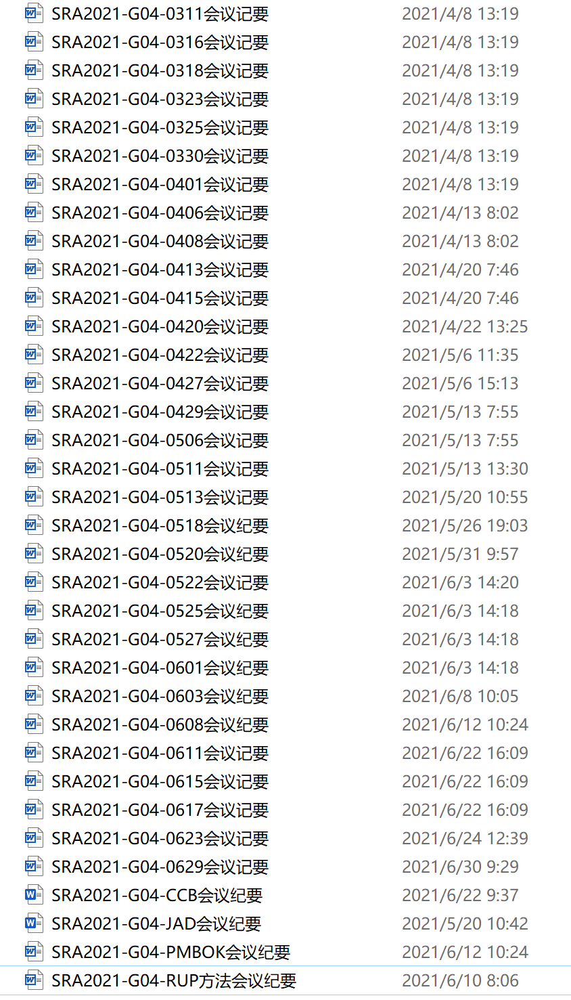 SRA2021-G04-0311会议记要 2021/4/8 13:19
SRA2021-G04-0316会议记要 2021/4/8 13:19
SRA2021-G04-0318会议记要 2021/4/8 13:19
SRA2021-G04-0323会议记要 2021/4/8 13:19
SRA2021-G04-0325会议记要 2021/4/8 13:19
SRA2021-G04-0330会议记要 2021/4/8 13:19
SRA2021-G04-0401会议记要 2021/4/8 13:19
SRA2021-G04-0406会议记要 2021/4/13 8:02
SRA2021-G04-0408会议记要 2021/4/13 8:02
SRA2021-G04-0413会议记要 2021/4/20 7:46
SRA2021-G04-0415会议记要 2021/4/20 7:46
SRA2021-G04-0420会议记要 2021/4/22 13:25
SRA2021-G04-0422会议记要 2021/5/6 11:35
SRA2021-G04-0427会议记要 2021/5/6 15:13
SRA2021-G04-0429会议记要 2021/5/13 7:55
SRA2021-G04-0506会议记要 2021/5/13 7:55
SRA2021-G04-0511会议记要 2021/5/13 13:30
SRA2021-G04-0513会议记要 2021/5/20 10:55
SRA2021-G04-0518会议纪要 2021/5/26 19:03
SRA2021-G04-0520会议纪要 2021/5/31 9:57
SRA2021-G04-0522会议记要 2021/6/3 14:20
SRA2021-G04-0525会议纪要 2021/6/3 14:18
SRA2021-G04-0527会议纪要 2021/6/3 14:18
SRA2021-G04-0601会议纪要 2021/6/3 14:18
SRA2021-G04-0603会议纪要 2021/6/8 10:05
SRA2021-G04-0608会议纪要 2021/6/12 10:24
SRA2021-G04-0611会议记要 2021/6/22 16:09
SRA2021-G04-0615会议记要 2021/6/22 16:09
SRA2021-G04-0617会议记要 2021/6/22 16:09
SRA2021-G04-0623会议记要 2021/6/24 12:39
SRA2021-G04-0629会议记要 2021/6/30 9:29
SRA2021-G04-CCB会议纪要 2021/6/22 9:37
SRA2021-G04-JAD会议纪要 2021/5/20 10:42
SRA2021-G04-PMBOK会议纪要 2021/6/12 10:24
SRA2021-G04-RUP方法会议纪要 2021/6/10 8:06